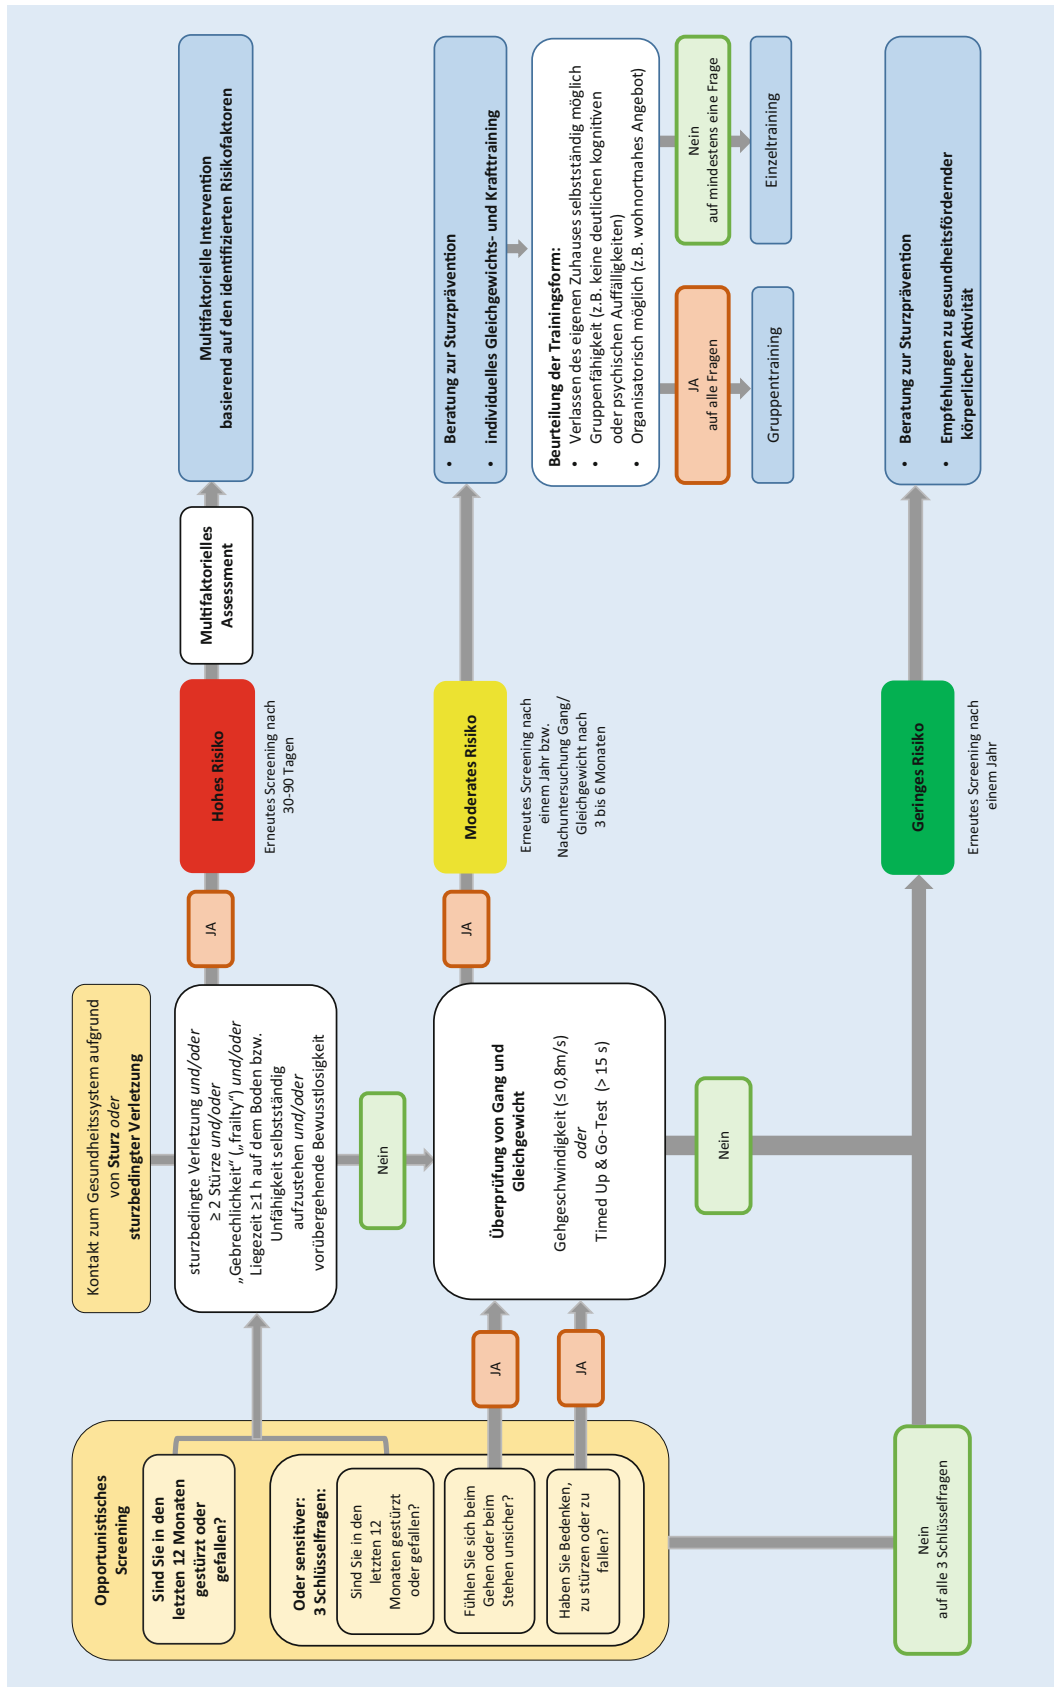 Opportunistisches
Screening
Sind Sie in den
letzten 12 Monaten
gestürzt oder
gefallen?
Oder sensitiver:
3 Schlüsselfragen:
Sind Sie in den
letzten 12
Monaten gestürzt
oder gefallen?
Fühlen Sie sich beim
Gehen oder beim
Stehen unsicher?
Haben Sie Bedenken,
zu stürzen oder zu
fallen?
Kontakt zum Gesundheitssystem aufgrund
von Sturz oder
sturzbedingter Verletzung
sturzbedingte Verletzung und/oder
≥ 2 Stürze und/oder
„Gebrechlichkeit“ („frailty“) und/oder
Liegezeit ≥1 h auf dem Boden bzw.
Unfähigkeit selbstständig
aufzustehen und/oder
vorübergehende Bewusstlosigkeit
JA
Hohes Risiko
Erneutes Screening nach
30-90 Tagen
Multifaktorielles
Assessment
Multifaktorielle Intervention
basierend auf den identifizierten Risikofaktoren
Nein
JA
JA
Überprüfung von Gang und
Gleichgewicht
Gehgeschwindigkeit (≤ 0,8m/s)
oder
Timed Up & Go-Test (> 15 s)
JA
Moderates Risiko
Erneutes Screening nach
einem Jahr bzw.
Nachuntersuchung Gang/
Gleichgewicht nach
3 bis 6 Monaten
• Beratung zur Sturzprävention
• individuelles Gleichgewichts- und Krafttraining
Beurteilung der Trainingsform:
• Verlassen des eigenen Zuhauses selbstständig möglich
• Gruppenfähigkeit (z.B. keine deutlichen kognitiven
oder psychischen Auffälligkeiten)
• Organisatorisch möglich (z.B. wohnortnahes Angebot)
JA
auf alle Fragen
Nein
auf mindestens eine Frage
Gruppentraining
Einzeltraining
Nein
Nein
auf alle 3 Schlüsselfragen
Geringes Risiko
Erneutes Screening nach
einem Jahr
• Beratung zur Sturzprävention
• Empfehlungen zu gesundheitsfördernder
körperlicher Aktivität